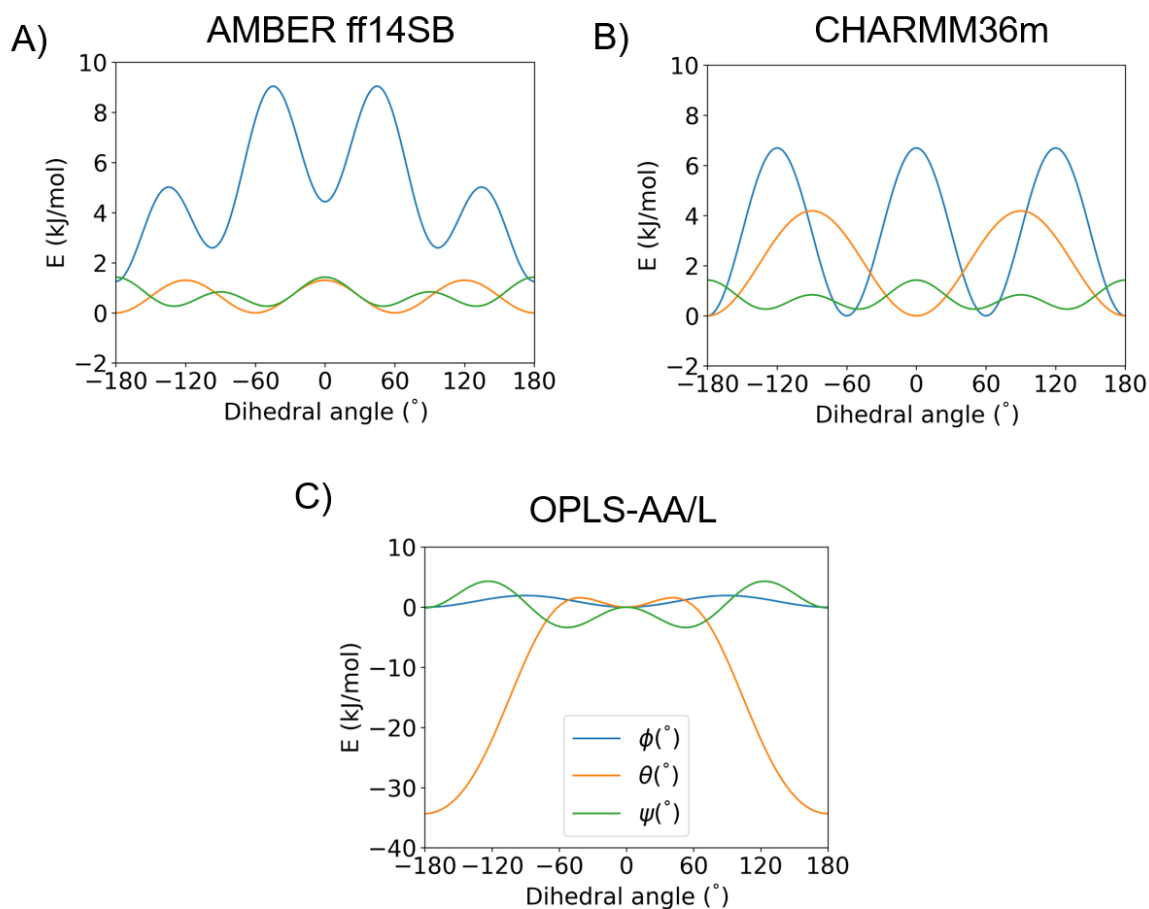 A)
AMBER ff14SB
E (kJ/mol)
10
8
6
4
2
0
−2
−180 −120 −60 0 60 120 180
Dihedral angle (°)
B)
CHARMM36m
E (kJ/mol)
10
8
6
4
2
0
−2
−180 −120 −60 0 60 120 180
Dihedral angle (°)
C)
OPLS-AA/L
E (kJ/mol)
10
0
−10
−20
−30
−40
ϕ(°)
θ(°)
ψ(°)
−180 −120 −60 0 60 120 180
Dihedral angle (°)